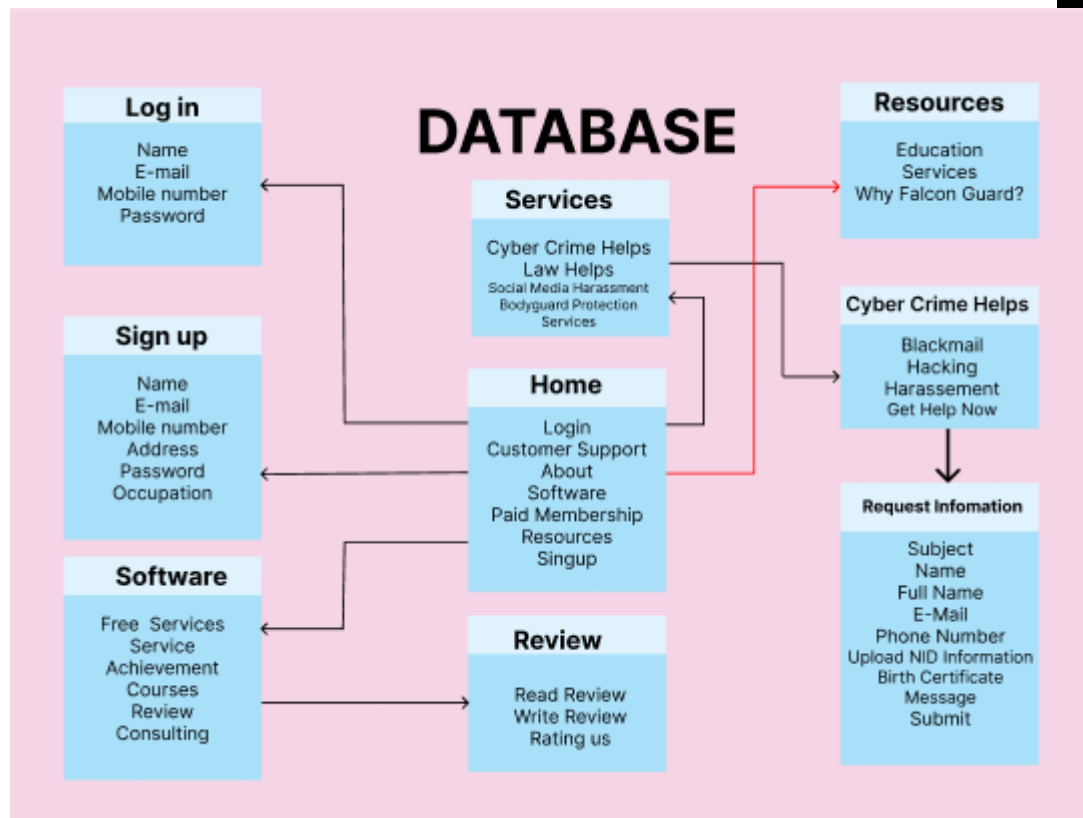 DATABASE
Log in
Name
E-mail
Mobile number
Password
Sign up
Name
E-mail
Mobile number
Address
Password
Occupation
Software
Free Services
Service
Achievement
Courses
Review
Consulting
Services
Cyber Crime Helps
Law Helps
Social Media Harassment
Bodyguard Protection
Services
Home
Login
Customer Support
About
Software
Paid Membership
Resources
Singup
Review
Read Review
Write Review
Rating us
Resources
Education
Services
Why Falcon Guard?
Cyber Crime Helps
Blackmail
Hacking
Harassement
Get Help Now
Request Infomation
Subject
Name
Full Name
E-Mail
Phone Number
Upload NID Information
Birth Certificate
Message
Submit